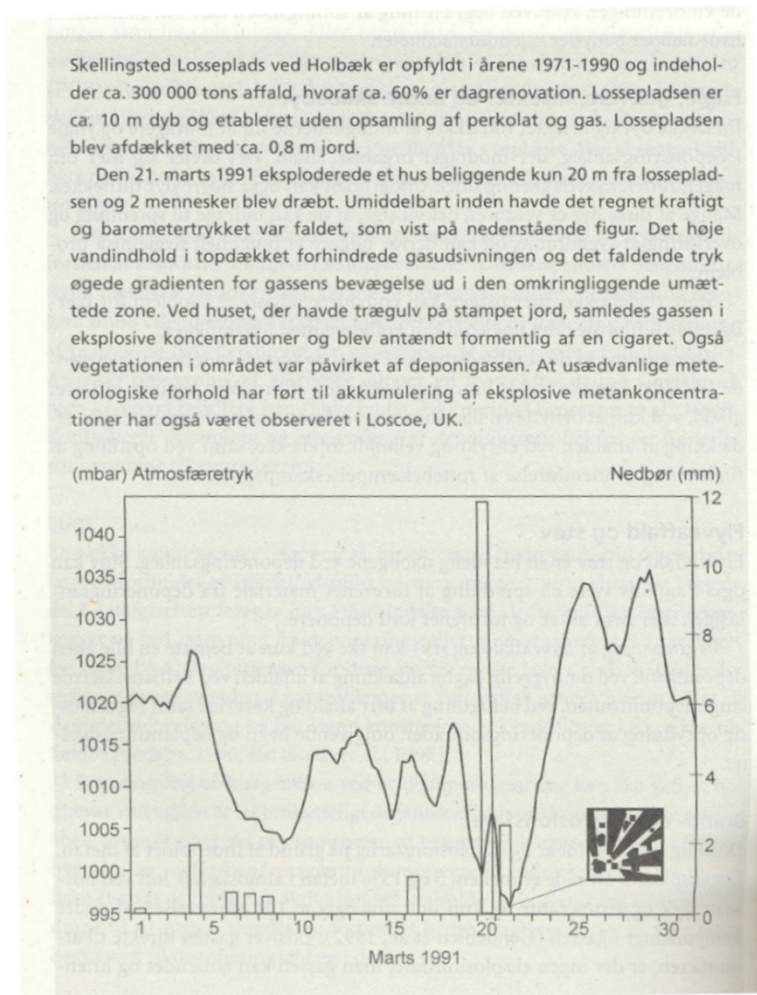 Skellingsted Losseplads ved Holbæk er opfyldt i årene 1971-1990 og indehol-
der ca. 300 000 tons affald, hvoraf ca. 60% er dagrenovation. Lossepladsen er
ca. 10 m dyb og etableret uden opsamling af perkolat og gas. Lossepladsen
blev afdækket med ca. 0,8 m jord.
Den 21. marts 1991 eksploderede et hus beliggende kun 20 m fra losseplad-
sen og 2 mennesker blev dræbt. Umiddelbart inden havde det regnet kraftigt
og barometertrykket var faldet, som vist på nedenstående figur. Det høje
vandindhold i topdækket forhindrede gasudsivningen og det faldende tryk
øgede gradienten for gassens bevægelse ud i den omkringliggende umæt-
tede zone. Ved huset, der havde trægulv på stampet jord, samledes gassen i
eksplosive koncentrationer og blev antændt formentlig af en cigaret. Også
vegetationen i området var påvirket af deponigassen. At usædvanlige mete-
orologiske forhold har ført til akkumulering af eksplosive metankoncentra-
tioner har også været observeret i Loscoe, UK.
(mbar) Atmosfæretryk Nedbør (mm)
12
1040
1035 10
1030
8
1025
1020 6
1015
4
1010
1005
2
1000
995 0
1 5 10 15 20 25 30
Marts 1991